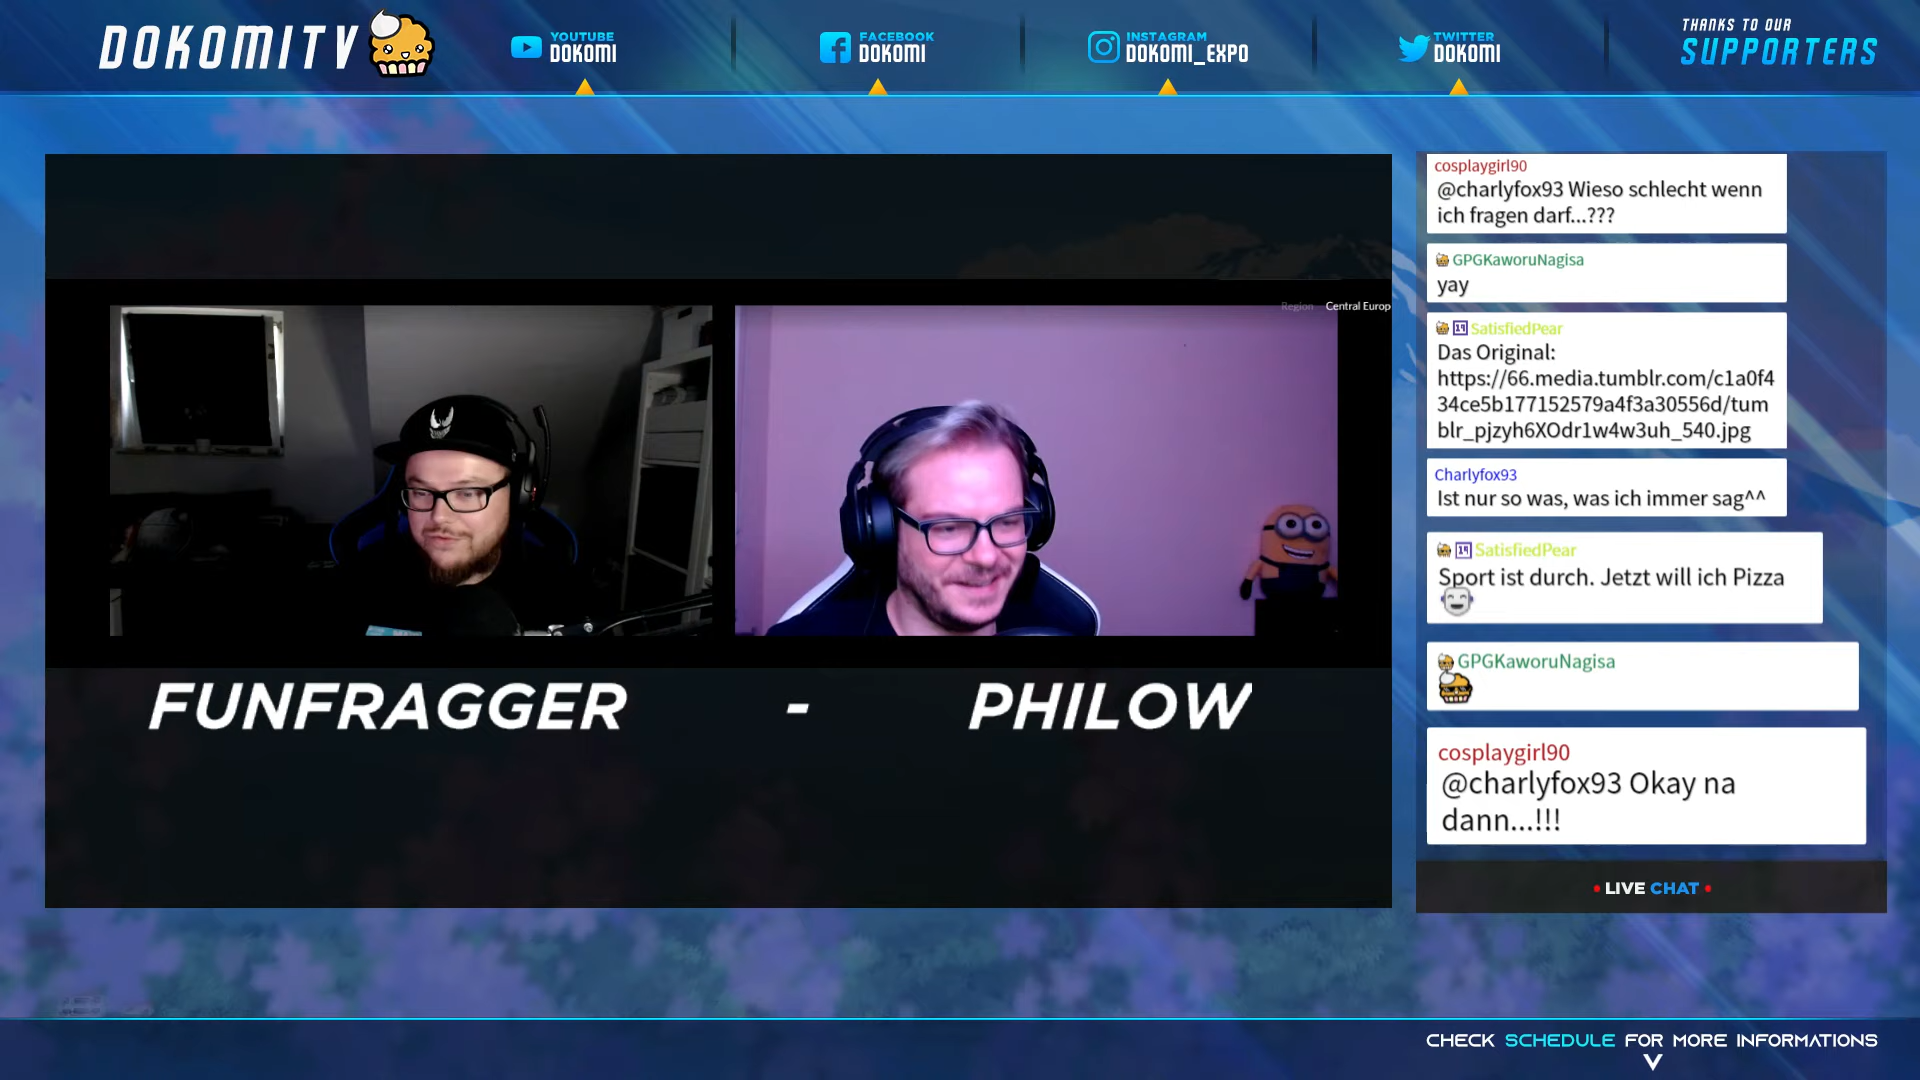 DOKOMITV
YOUTUBE
DOKOMI
FACEBOOK
DOKOMI
INSTAGRAM
DOKOMI_EXPO
TWITTER
DOKOMI
THANKS TO OUR
SUPPORTERS
Region Central Europ
FUNFRAGGER - PHILOW
cosplaygirl90
@charlyfox93 Wieso schlecht wenn
ich fragen darf...???
GPGKaworuNagisa
yay
14 SatisfiedPear
Das Original:
https://66.media.tumblr.com/c1a0f4
34ce5b177152579a4f3a30556d/tum
blr_pjzyh6XOdr1w4w3uh_540.jpg
Charlyfox93
Ist nur so was, was ich immer sag^^
14 SatisfiedPear
Sport ist durch. Jetzt will ich Pizza
GPGKaworuNagisa
cosplaygirl90
@charlyfox93 Okay na
dann...!!!
• LIVE CHAT •
CHECK SCHEDULE FOR MORE INFORMATIONS